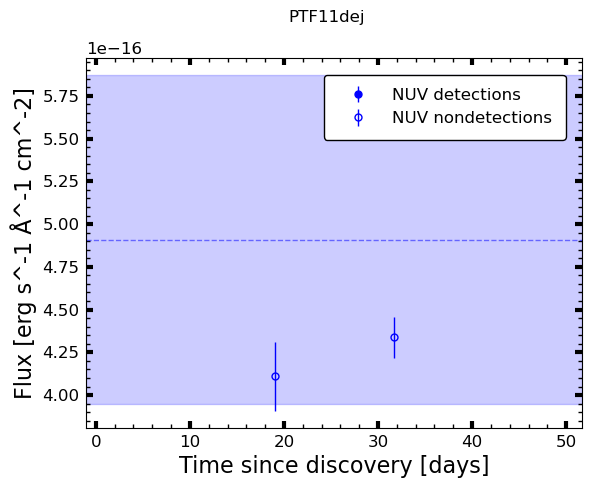 PTF11dej
1e−16
NUV detections
NUV nondetections
5.75
5.50
5.25
5.00
4.75
4.50
4.25
4.00
Flux [erg s^-1 Å^-1 cm^-2]
0 10 20 30 40 50
Time since discovery [days]